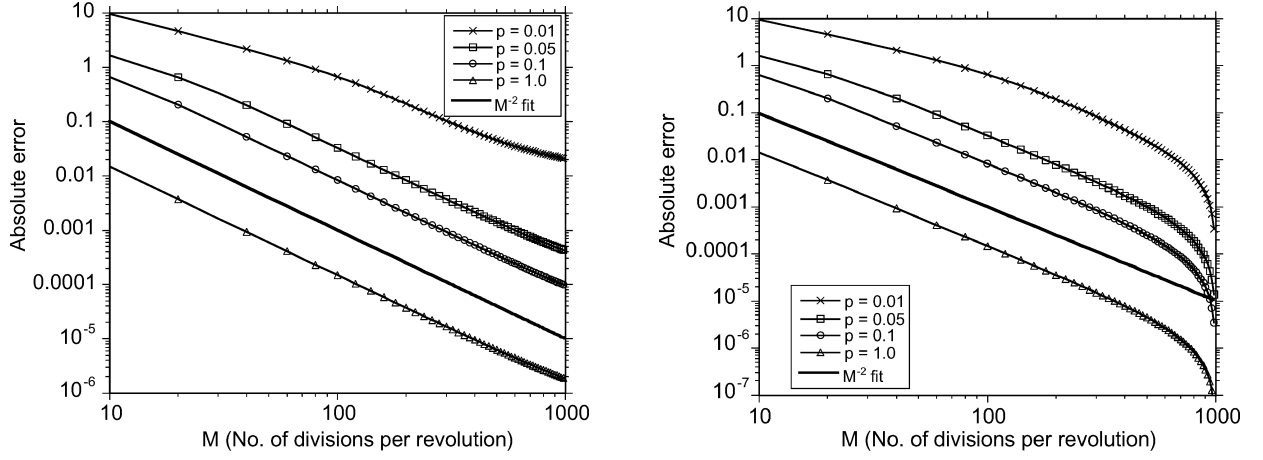 10
1
0.1
0.01
0.001
0.0001
10⁻⁵
10⁻⁶
Absolute error
p = 0.01
p = 0.05
p = 0.1
p = 1.0
M⁻² fit
10 100 1000
M (No. of divisions per revolution)
10
1
0.1
0.01
0.001
0.0001
10⁻⁵
10⁻⁶
10⁻⁷
Absolute error
p = 0.01
p = 0.05
p = 0.1
p = 1.0
M⁻² fit
10 100 1000
M (No. of divisions per revolution)